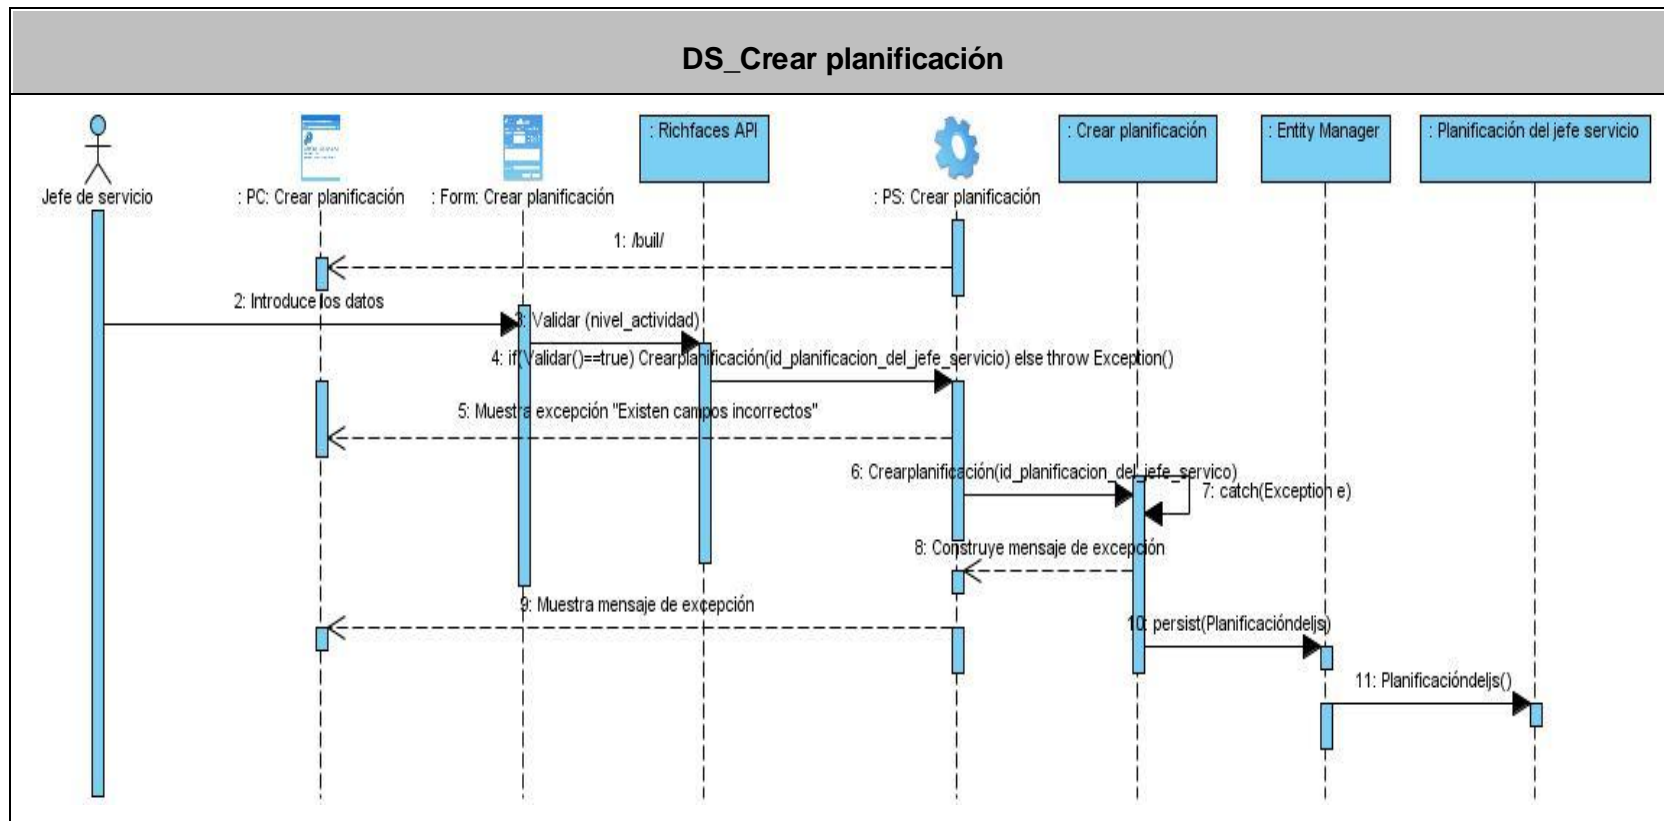 DS_Crear planificación
: Richfaces API
: Crear planificación
: Entity Manager
: Planificación del jefe servicio
Jefe de servicio
: PC: Crear planificación
: Form: Crear planificación
: PS: Crear planificación
1: /buil/
2: Introduce los datos
3: Validar (nivel_actividad)
4: if(Validar()==true) Crearplanificación(id_planificacion_del_jefe_servicio) else throw Exception()
5: Muestra excepción "Existen campos incorrectos"
6: Crearplanificación(id_planificacion_del_jefe_servico)
7: catch(Exception e)
8: Construye mensaje de excepción
9: Muestra mensaje de excepción
10: persist(Planificacióndeljs)
11: Planificacióndeljs()